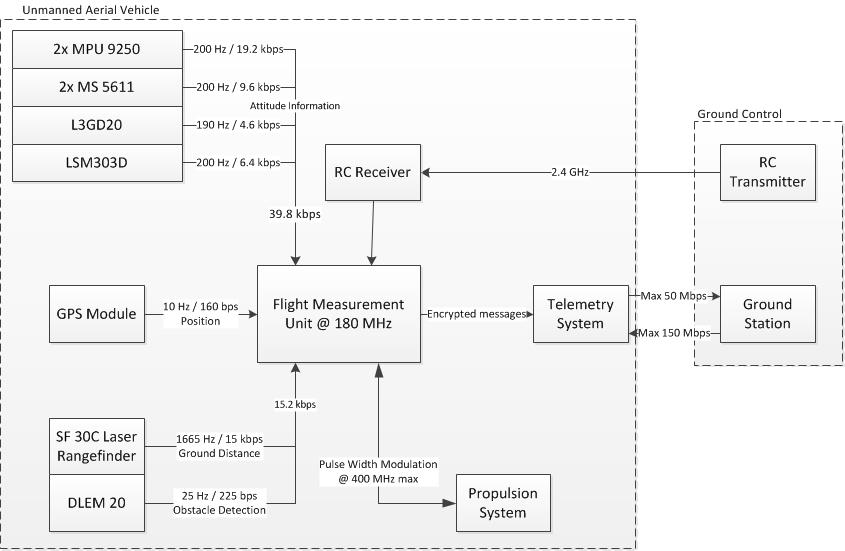 Unmanned Aerial Vehicle
2x MPU 9250
200 Hz / 19.2 kbps
2x MS 5611
200 Hz / 9.6 kbps
Attitude Information
L3GD20
190 Hz / 4.6 kbps
LSM303D
200 Hz / 6.4 kbps
39.8 kbps
RC Receiver
2.4 GHz
Ground Control
RC
Transmitter
GPS Module
10 Hz / 160 bps
Position
Flight Measurement
Unit @ 180 MHz
Encrypted messages
Telemetry
System
Max 50 Mbps
Max 150 Mbps
Ground
Station
15.2 kbps
SF 30C Laser
Rangefinder
1665 Hz / 15 kbps
Ground Distance
DLEM 20
25 Hz / 225 bps
Obstacle Detection
Pulse Width Modulation
@ 400 MHz max
Propulsion
System